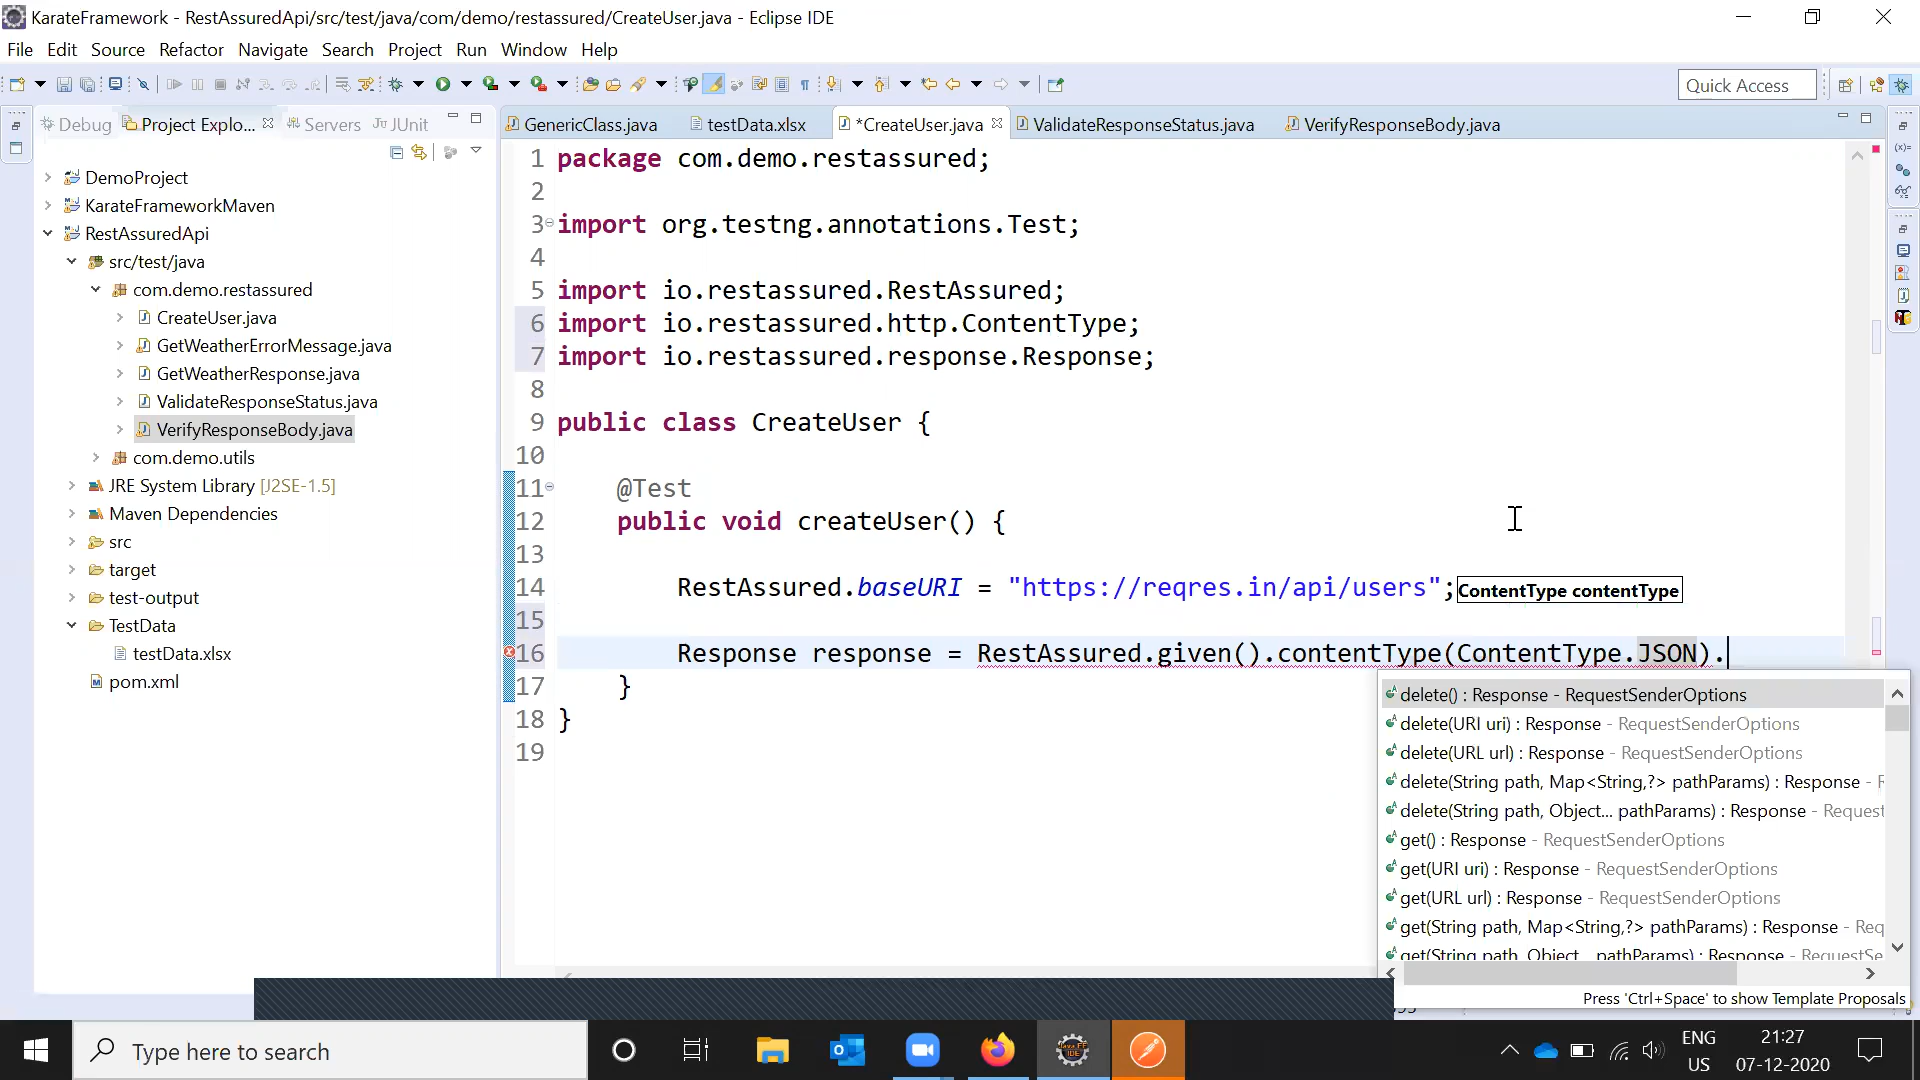 KarateFramework - RestAssuredApi/src/test/java/com/demo/restassured/CreateUser.java - Eclipse IDE
File Edit Source Refactor Navigate Search Project Run Window Help
Quick Access
Debug Project Explo... Servers JUnit
GenericClass.java testData.xlsx *CreateUser.java ValidateResponseStatus.java VerifyResponseBody.java
DemoProject
KarateFrameworkMaven
RestAssuredApi
src/test/java
com.demo.restassured
CreateUser.java
GetWeatherErrorMessage.java
GetWeatherResponse.java
ValidateResponseStatus.java
VerifyResponseBody.java
com.demo.utils
JRE System Library [J2SE-1.5]
Maven Dependencies
src
target
test-output
TestData
testData.xlsx
pom.xml
1 package com.demo.restassured;
2
3 import org.testng.annotations.Test;
4
5 import io.restassured.RestAssured;
6 import io.restassured.http.ContentType;
7 import io.restassured.response.Response;
8
9 public class CreateUser {
10
11 @Test
12 public void createUser() {
13
14 RestAssured.baseURI = "https://reqres.in/api/users";
ContentType contentType
15
16 Response response = RestAssured.given().contentType(ContentType.JSON).
17 }
18 }
19
delete() : Response - RequestSenderOptions
delete(URI uri) : Response - RequestSenderOptions
delete(URL url) : Response - RequestSenderOptions
delete(String path, Map<String,?> pathParams) : Response - R
delete(String path, Object... pathParams) : Response - Request
get() : Response - RequestSenderOptions
get(URI uri) : Response - RequestSenderOptions
get(URL url) : Response - RequestSenderOptions
get(String path, Map<String,?> pathParams) : Response - Req
get(String path, Object... pathParams) : Response - RequestSe
Press 'Ctrl+Space' to show Template Proposals
Type here to search
ENG
US
21:27
07-12-2020